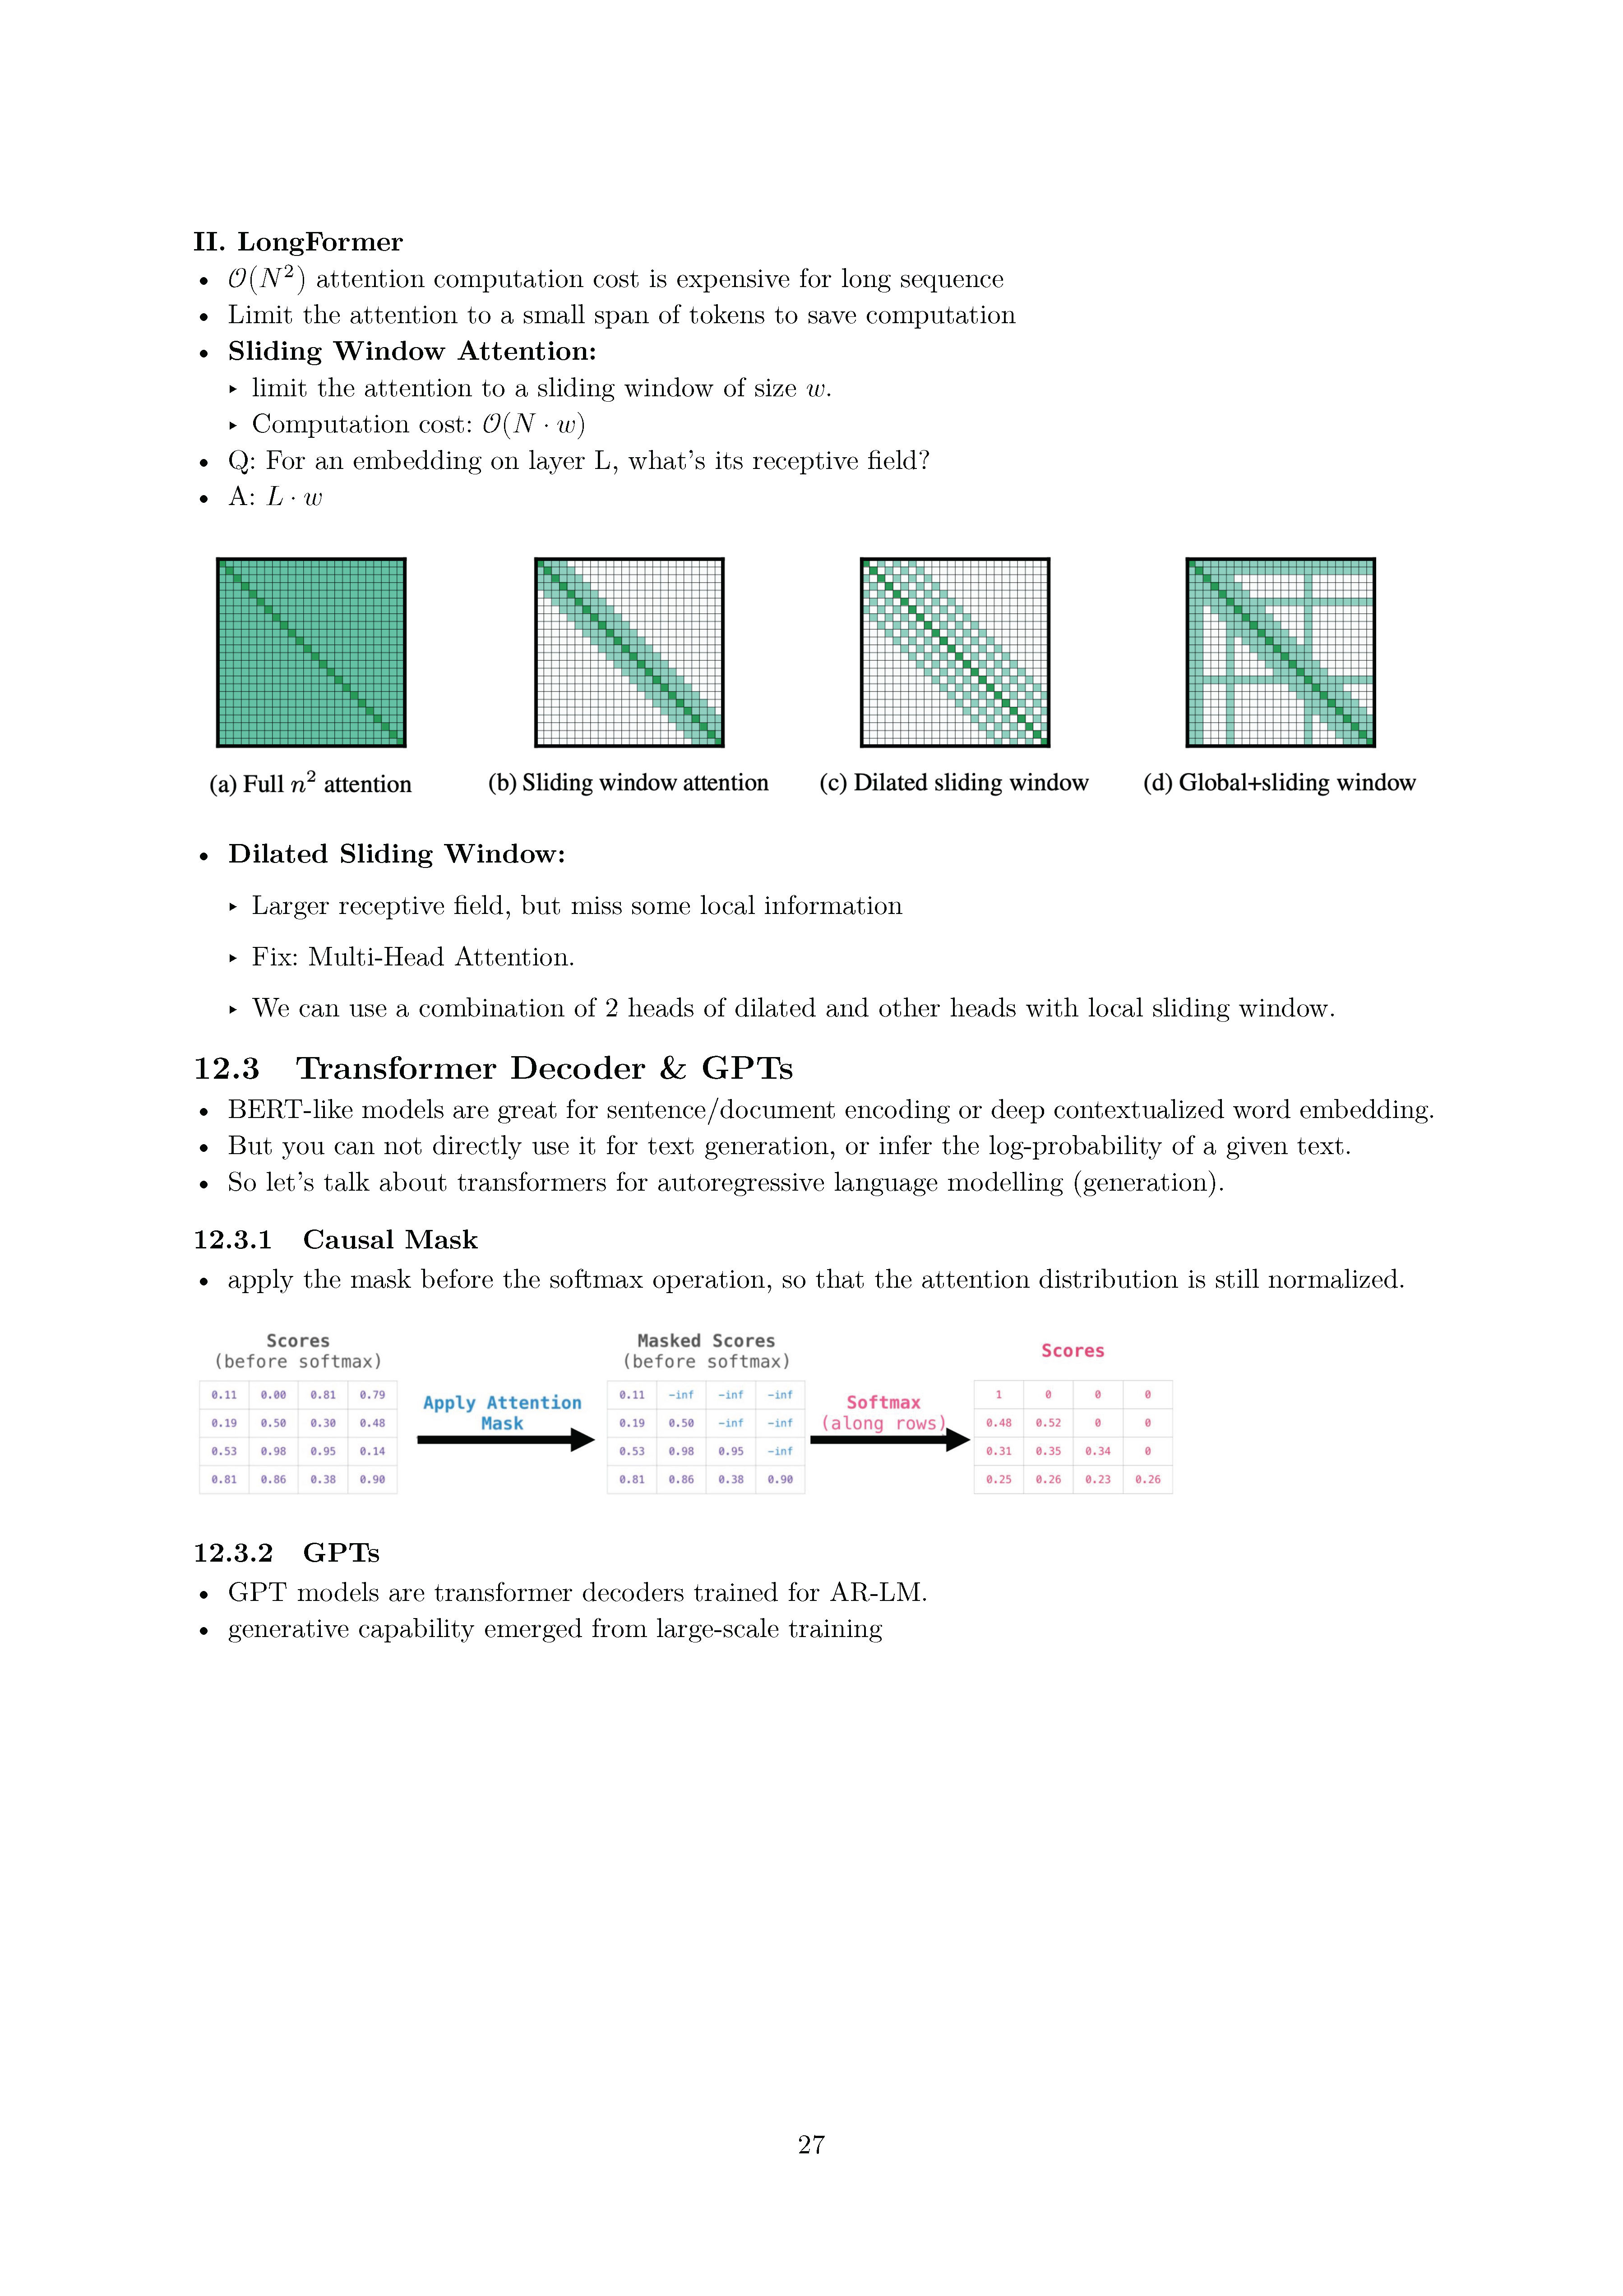 II. LongFormer
• 𝒪(N²) attention computation cost is expensive for long sequence
• Limit the attention to a small span of tokens to save computation
• Sliding Window Attention:
‣ limit the attention to a sliding window of size w.
‣ Computation cost: 𝒪(N · w)
• Q: For an embedding on layer L, what's its receptive field?
• A: L · w
(a) Full n² attention (b) Sliding window attention (c) Dilated sliding window (d) Global+sliding window
• Dilated Sliding Window:
‣ Larger receptive field, but miss some local information
‣ Fix: Multi-Head Attention.
‣ We can use a combination of 2 heads of dilated and other heads with local sliding window.
12.3 Transformer Decoder & GPTs
• BERT-like models are great for sentence/document encoding or deep contextualized word embedding.
• But you can not directly use it for text generation, or infer the log-probability of a given text.
• So let's talk about transformers for autoregressive language modelling (generation).
12.3.1 Causal Mask
• apply the mask before the softmax operation, so that the attention distribution is still normalized.
Scores
(before softmax)
0.11 0.00 0.81 0.79
0.19 0.50 0.30 0.48
0.53 0.98 0.95 0.14
0.81 0.86 0.38 0.90
Apply Attention
Mask
Masked Scores
(before softmax)
0.11 -inf -inf -inf
0.19 0.50 -inf -inf
0.53 0.98 0.95 -inf
0.81 0.86 0.38 0.90
Softmax
(along rows)
Scores
1 0 0 0
0.48 0.52 0 0
0.31 0.35 0.34 0
0.25 0.26 0.23 0.26
12.3.2 GPTs
• GPT models are transformer decoders trained for AR-LM.
• generative capability emerged from large-scale training
27